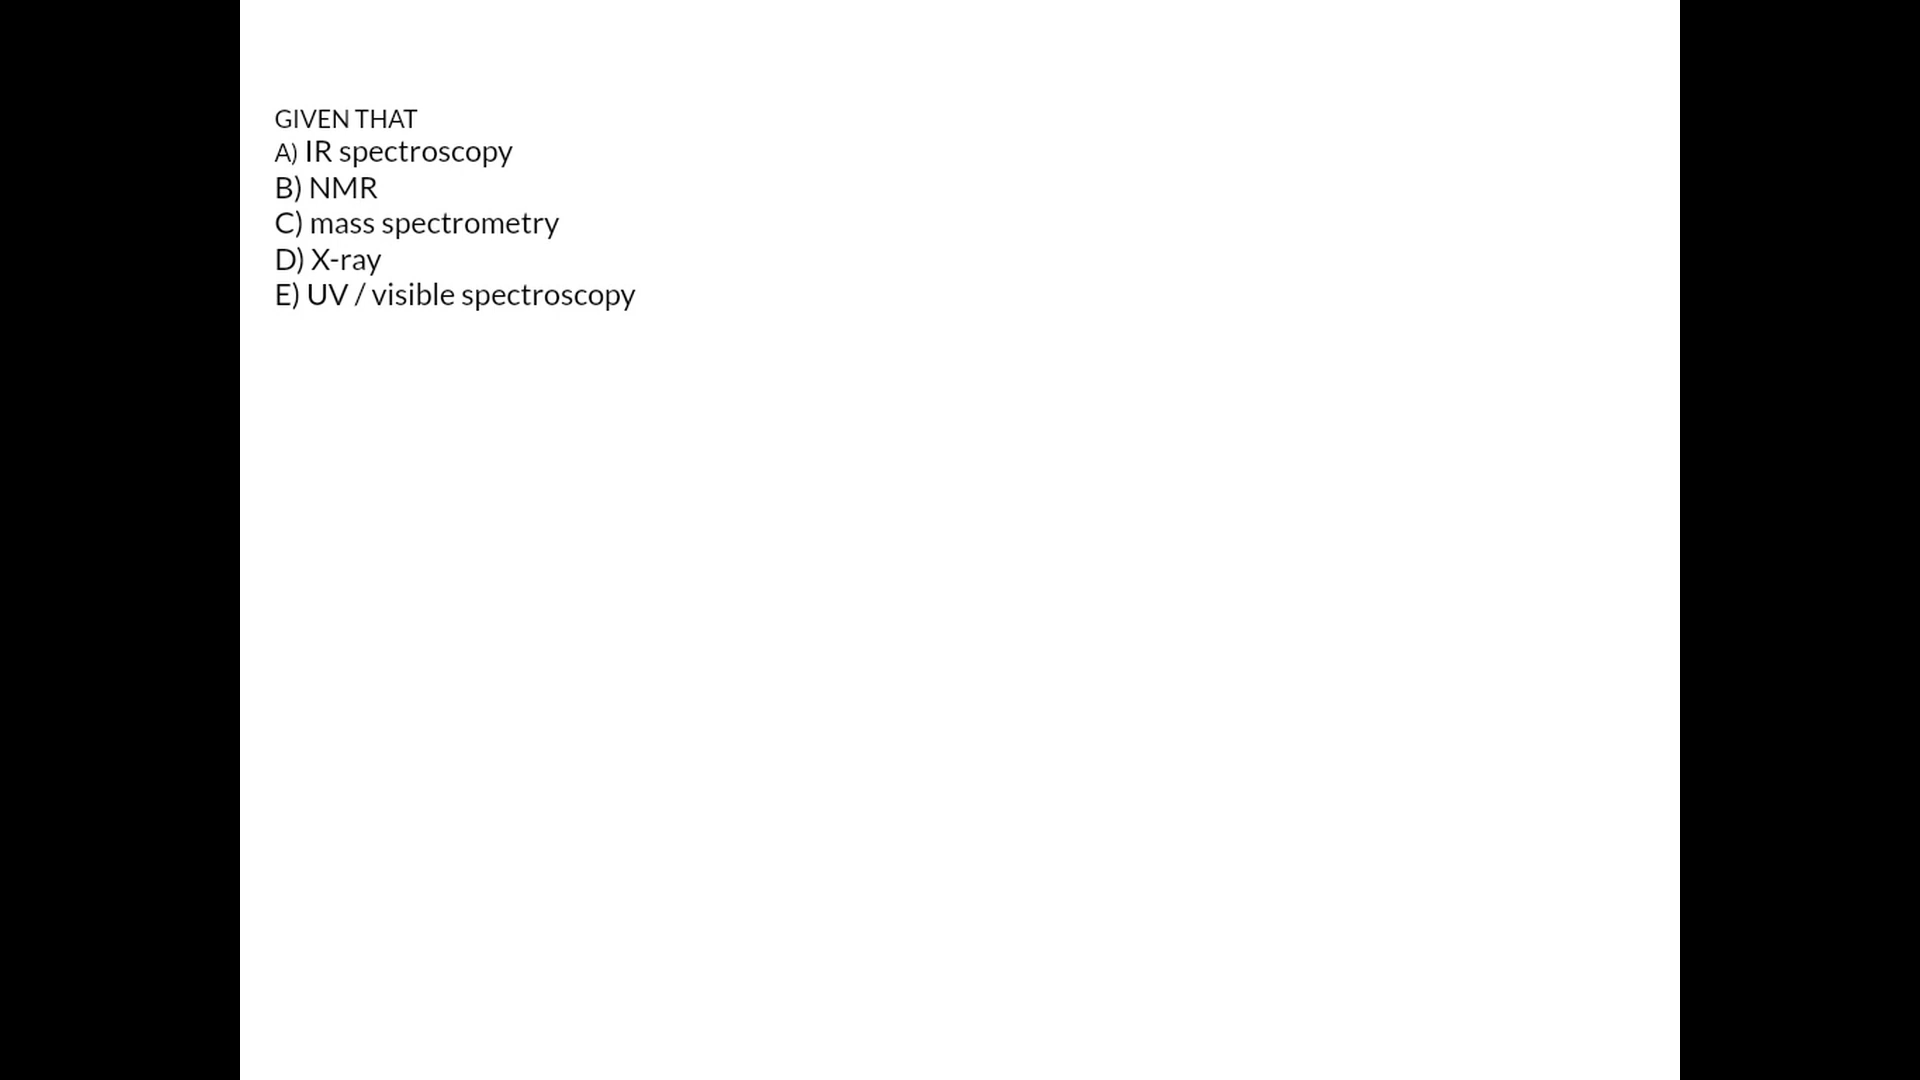 GIVEN THAT
A) IR spectroscopy
B) NMR
C) mass spectrometry
D) X-ray
E) UV / visible spectroscopy